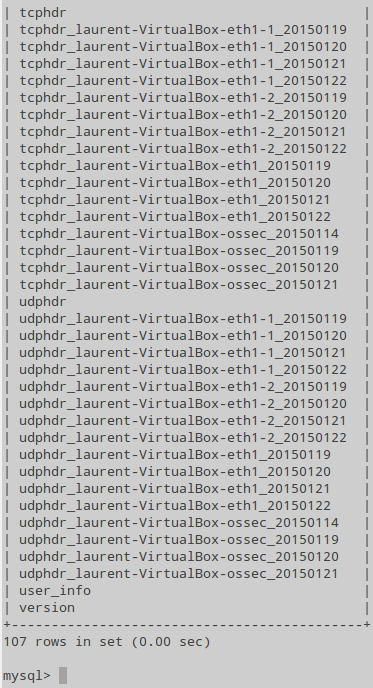 | tcphdr |
| tcphdr_laurent-VirtualBox-eth1-1_20150119 |
| tcphdr_laurent-VirtualBox-eth1-1_20150120 |
| tcphdr_laurent-VirtualBox-eth1-1_20150121 |
| tcphdr_laurent-VirtualBox-eth1-1_20150122 |
| tcphdr_laurent-VirtualBox-eth1-2_20150119 |
| tcphdr_laurent-VirtualBox-eth1-2_20150120 |
| tcphdr_laurent-VirtualBox-eth1-2_20150121 |
| tcphdr_laurent-VirtualBox-eth1-2_20150122 |
| tcphdr_laurent-VirtualBox-eth1_20150119 |
| tcphdr_laurent-VirtualBox-eth1_20150120 |
| tcphdr_laurent-VirtualBox-eth1_20150121 |
| tcphdr_laurent-VirtualBox-eth1_20150122 |
| tcphdr_laurent-VirtualBox-ossec_20150114 |
| tcphdr_laurent-VirtualBox-ossec_20150119 |
| tcphdr_laurent-VirtualBox-ossec_20150120 |
| tcphdr_laurent-VirtualBox-ossec_20150121 |
| udphdr |
| udphdr_laurent-VirtualBox-eth1-1_20150119 |
| udphdr_laurent-VirtualBox-eth1-1_20150120 |
| udphdr_laurent-VirtualBox-eth1-1_20150121 |
| udphdr_laurent-VirtualBox-eth1-1_20150122 |
| udphdr_laurent-VirtualBox-eth1-2_20150119 |
| udphdr_laurent-VirtualBox-eth1-2_20150120 |
| udphdr_laurent-VirtualBox-eth1-2_20150121 |
| udphdr_laurent-VirtualBox-eth1-2_20150122 |
| udphdr_laurent-VirtualBox-eth1_20150119 |
| udphdr_laurent-VirtualBox-eth1_20150120 |
| udphdr_laurent-VirtualBox-eth1_20150121 |
| udphdr_laurent-VirtualBox-eth1_20150122 |
| udphdr_laurent-VirtualBox-ossec_20150114 |
| udphdr_laurent-VirtualBox-ossec_20150119 |
| udphdr_laurent-VirtualBox-ossec_20150120 |
| udphdr_laurent-VirtualBox-ossec_20150121 |
| user_info |
| version |
+-------------------------------------------+
107 rows in set (0.00 sec)
mysql>